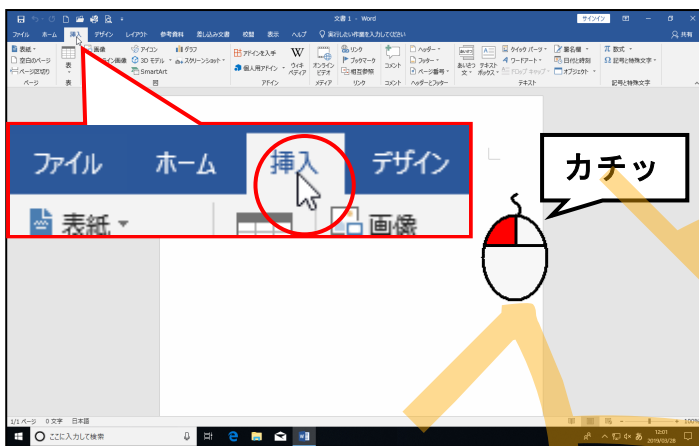 文書 1 - Word
サインイン
ファイル ホーム 挿入 デザイン レイアウト 参考資料 差し込み文書 校閲 表示 ヘルプ 実行したい作業を入力してください
共有
表紙 画像 アイコン グラフ アドインを入手 リンク ヘッダー クイック パーツ 署名欄 数式
空白のページ オンライン画像 3D モデル スクリーンショット 個人用アドイン ブックマーク フッター ワードアート 日付と時刻 記号と特殊文字
ページ区切り SmartArt 相互参照 ページ番号 ドロップ キャップ オブジェクト
表 ウィキペディア オンラインビデオ コメント あいさつ文 テキストボックス
ページ 表 図 アドイン メディア リンク コメント ヘッダーとフッター テキスト 記号と特殊文字
ファイル ホーム 挿入 デザイン
表紙 画像
カチッ
1/1 ページ 0 文字 日本語
100%
ここに入力して検索
あ
12:01
2019/03/28